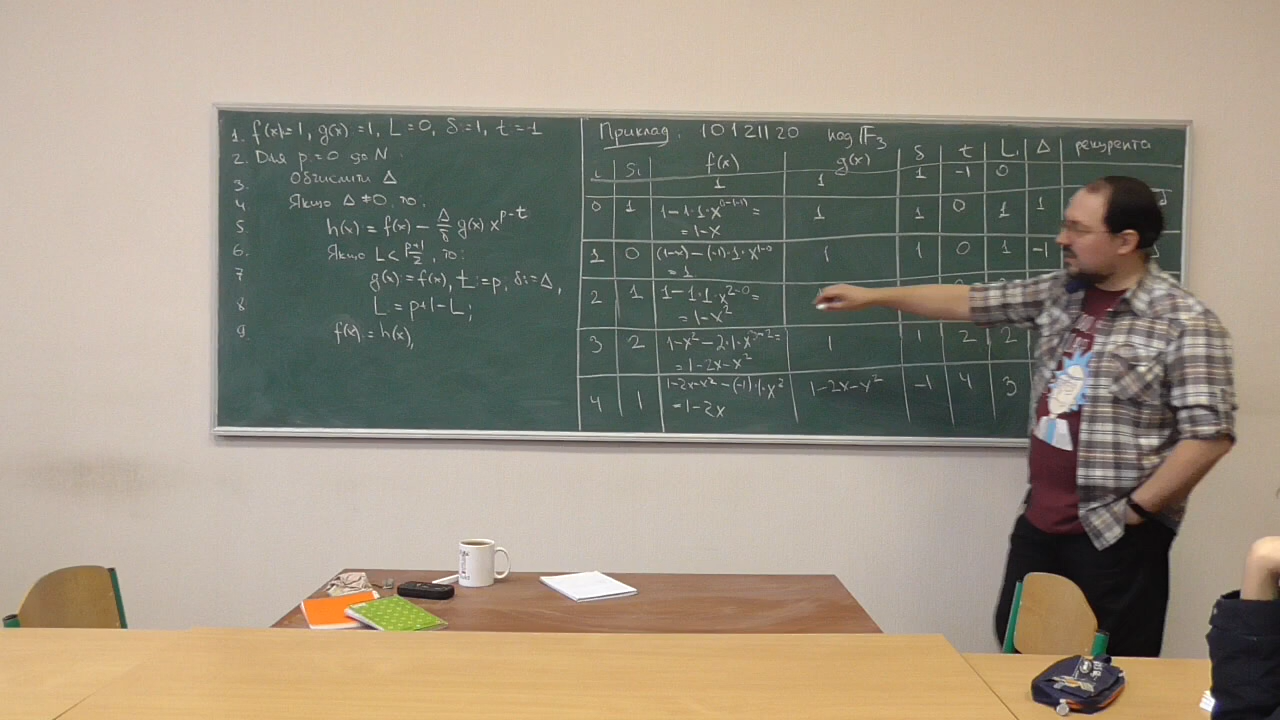 1. f(x)=1, g(x)=1, L=0, δ:=1, t=-1
2. Для p:=0 до N
3. Обчислити Δ
4 Якщо Δ≠0, то:
5. h(x) = f(x) - Δ/δ g(x) x^{p-t}
6. Якщо L < (p+1)/2, то:
7 g(x):=f(x), t:=p, δ:=Δ,
8 L = p+1-L;
9. f(x):=h(x),
Приклад. 10121120 над F_3
i Si f(x) g(x) δ t L Δ рекурента
1 1 1 -1 0
0 1 1-1·1·x^{0-(-1)}= 1 1 0 1 1
=1-x
1 0 (1-x)-(-1)·1·x^{1-0} 1 1 0 1 -1
=1
2 1 1-1·1·x^{2-0}=
=1-x²
3 2 1-x²-2·1·x^{3-2}= 1 1 2 2
=1-2x-x²
4 1 1-2x-x²-(-1)·1·x² 1-2x-x² -1 4 3
=1-2x